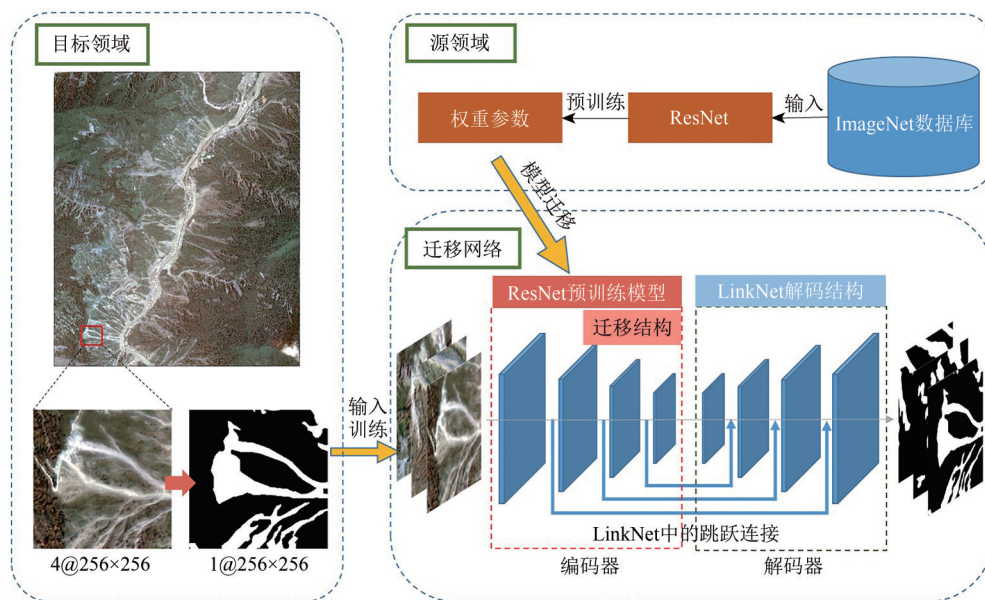 目标领域
4@256×256
1@256×256
输入
训练
源领域
权重参数
预训练
ResNet
输入
ImageNet数据库
模型迁移
迁移网络
ResNet预训练模型
迁移结构
LinkNet解码结构
LinkNet中的跳跃连接
编码器
解码器